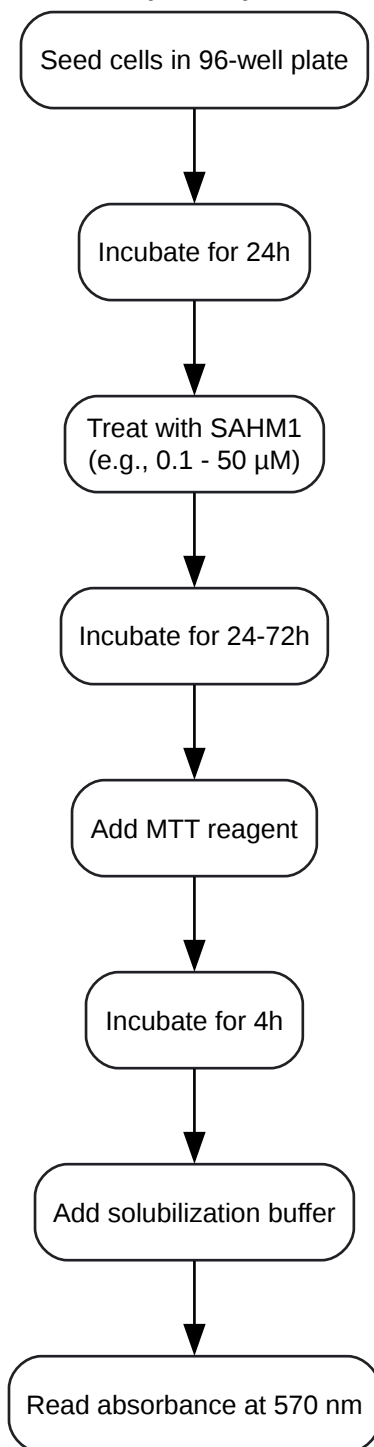 Seed cells in 96-well plate
Incubate for 24h
Treat with SAHM1
(e.g., 0.1 - 50 µM)
Incubate for 24-72h
Add MTT reagent
Incubate for 4h
Add solubilization buffer
Read absorbance at 570 nm